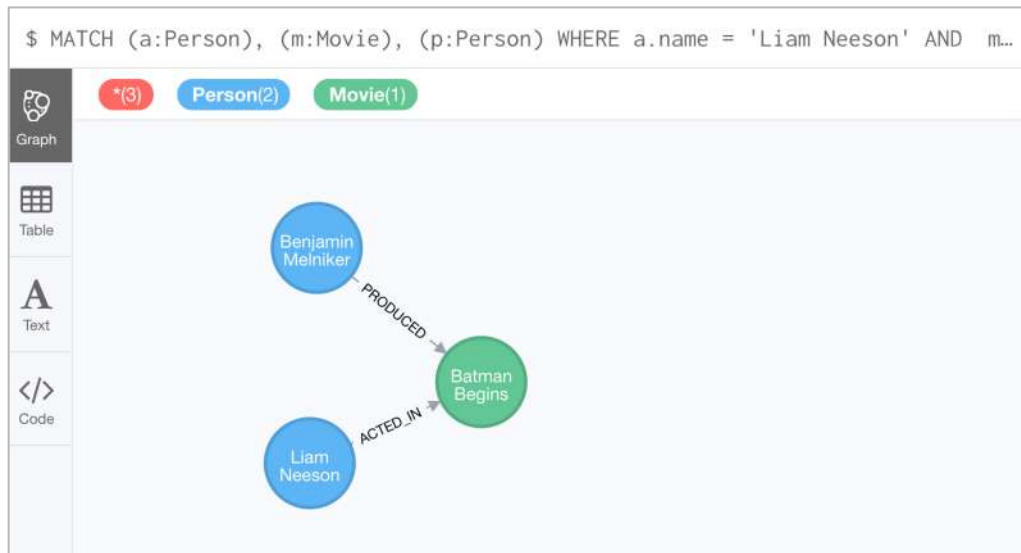 $ MATCH (a:Person), (m:Movie), (p:Person) WHERE a.name = 'Liam Neeson' AND  m…
*(3) Person(2) Movie(1)
Graph
Table
A
Text
</>
Code
Benjamin
Melniker
PRODUCED
Batman
Begins
ACTED_IN
Liam
Neeson